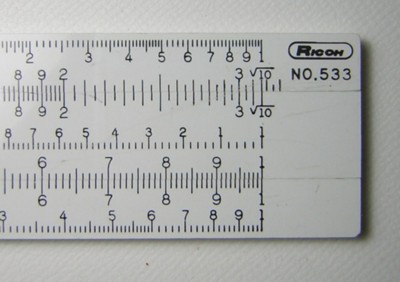 2 3 4 5 6 7 8 9 1 RICOH
8 9 2 3 √10 NO.533
8 9 2 3 √10
8 7 6 5 4 3 2 1 1
6 7 8 9 1
6 7 8 9 1
3 4 5 6 7 8 9 1